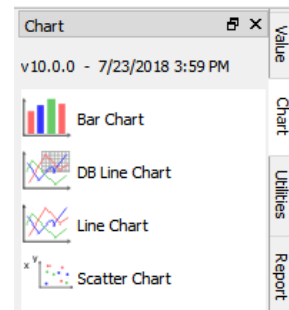 Chart
v10.0.0 - 7/23/2018 3:59 PM
Bar Chart
DB Line Chart
Line Chart
x y
Scatter Chart
Value
Chart
Utilities
Report